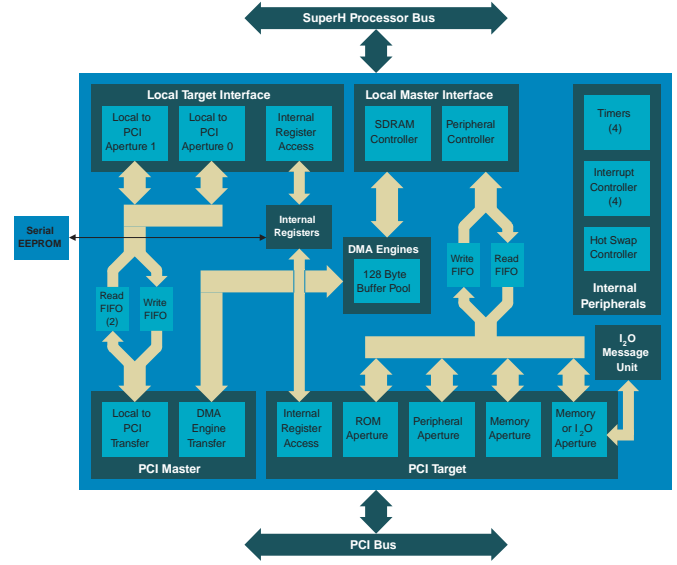 SuperH Processor Bus
Local Target Interface
Local to
PCI
Aperture 1
Local to
PCI
Aperture 0
Internal
Register
Access
Local Master Interface
SDRAM
Controller
Peripheral
Controller
Timers
(4)
Interrupt
Controller
(4)
Hot Swap
Controller
Internal
Peripherals
Serial
EEPROM
Internal
Registers
DMA Engines
128 Byte
Buffer Pool
Write
FIFO
Read
FIFO
Read
FIFO
(2)
Write
FIFO
I2O
Message
Unit
Local to
PCI
Transfer
DMA
Engine
Transfer
PCI Master
Internal
Register
Access
ROM
Aperture
Peripheral
Aperture
Memory
Aperture
Memory
or I2O
Aperture
PCI Target
PCI Bus